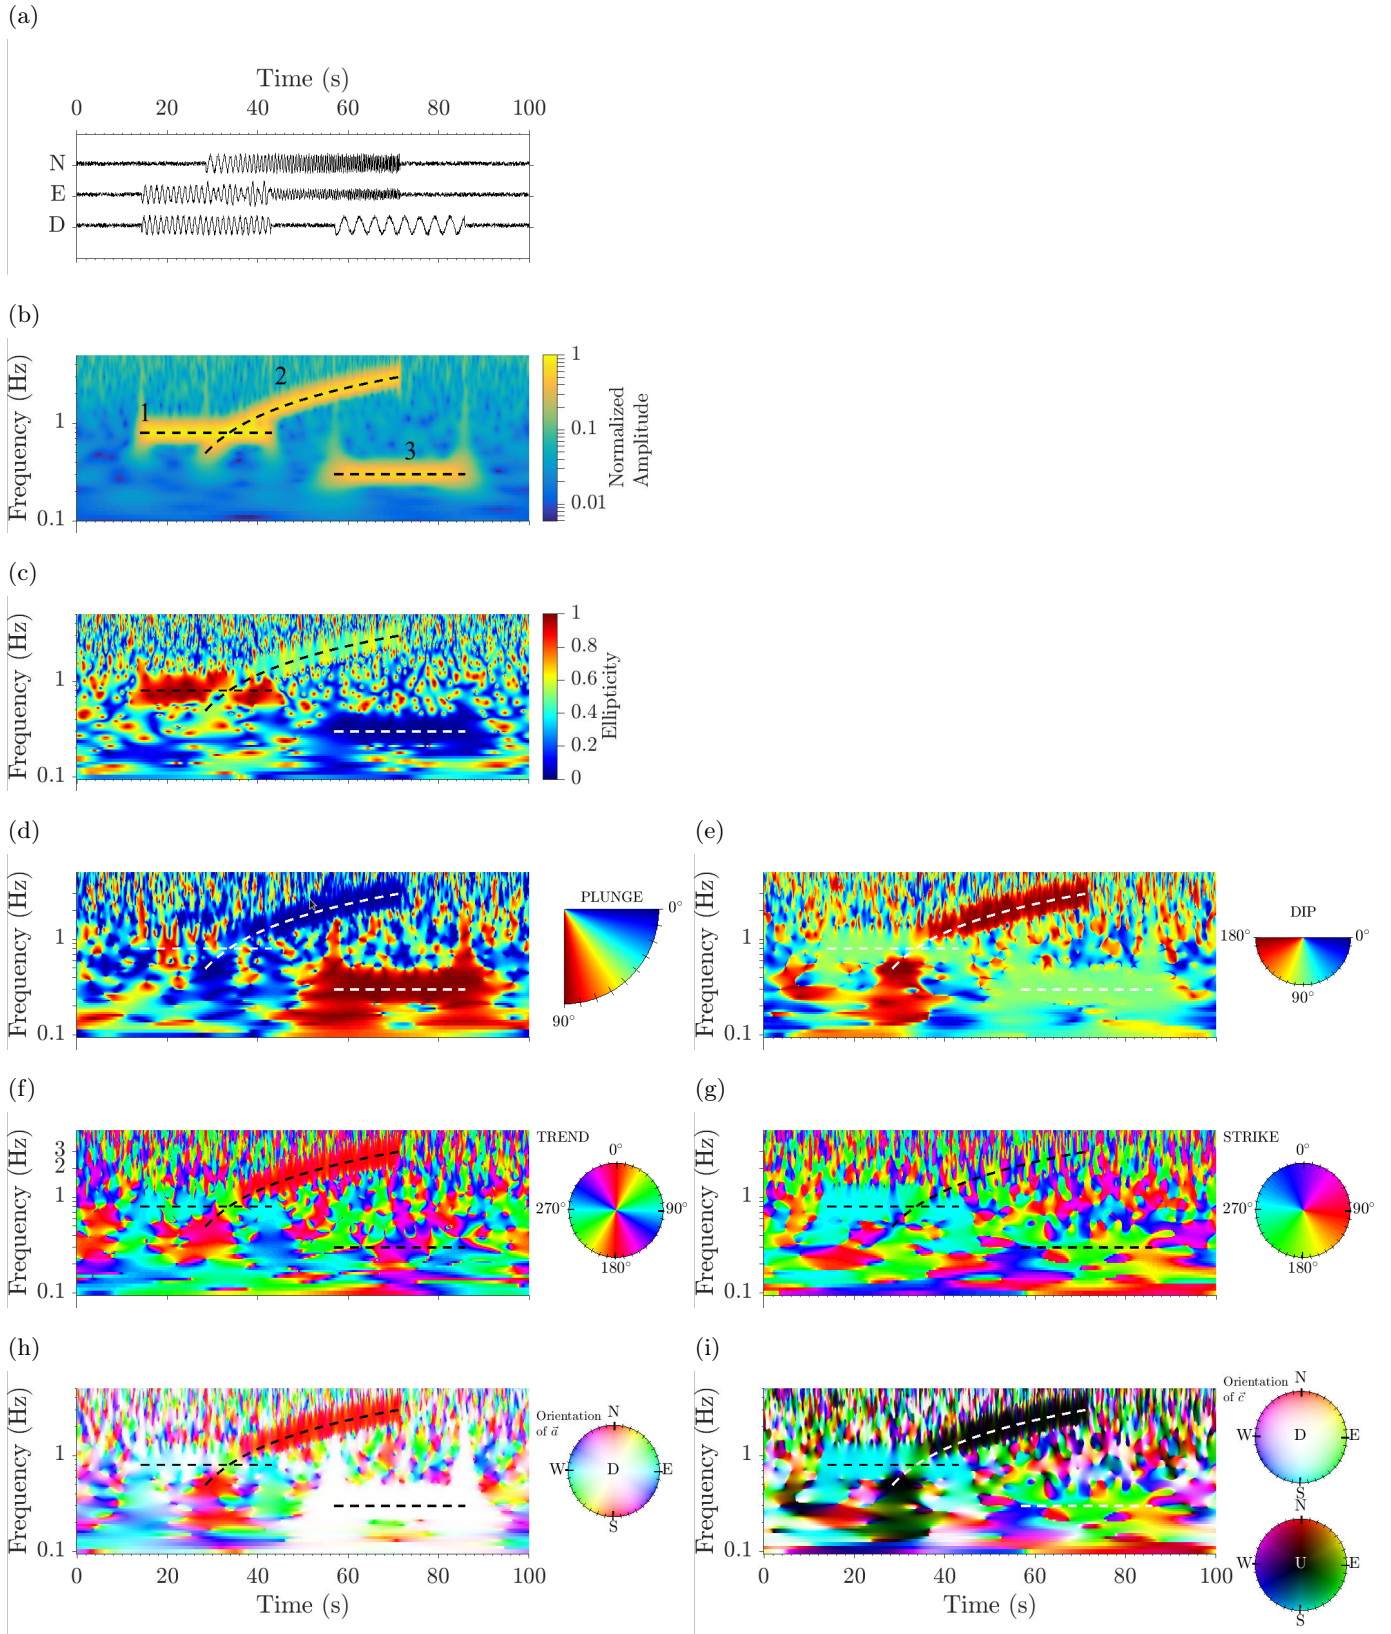 (a)
Time (s)
0 20 40 60 80 100
N
E
D
(b)
Frequency (Hz)
1
0.1
1
2
3
1
0.1
0.01
Normalized
Amplitude
(c)
Frequency (Hz)
1
0.1
1
0.8
0.6
0.4
0.2
0
Ellipticity
(d)
Frequency (Hz)
1
0.1
PLUNGE
0°
90°
(e)
Frequency (Hz)
1
0.1
DIP
180°
0°
90°
(f)
Frequency (Hz)
3
2
1
0.1
TREND
0°
270°
90°
180°
(g)
Frequency (Hz)
1
0.1
STRIKE
0°
270°
90°
180°
(h)
Frequency (Hz)
1
0.1
0 20 40 60 80 100
Time (s)
Orientation
of a⃗
N
W D E
S
(i)
Frequency (Hz)
1
0.1
0 20 40 60 80 100
Time (s)
Orientation
of c⃗
N
W D E
S
N
W U E
S